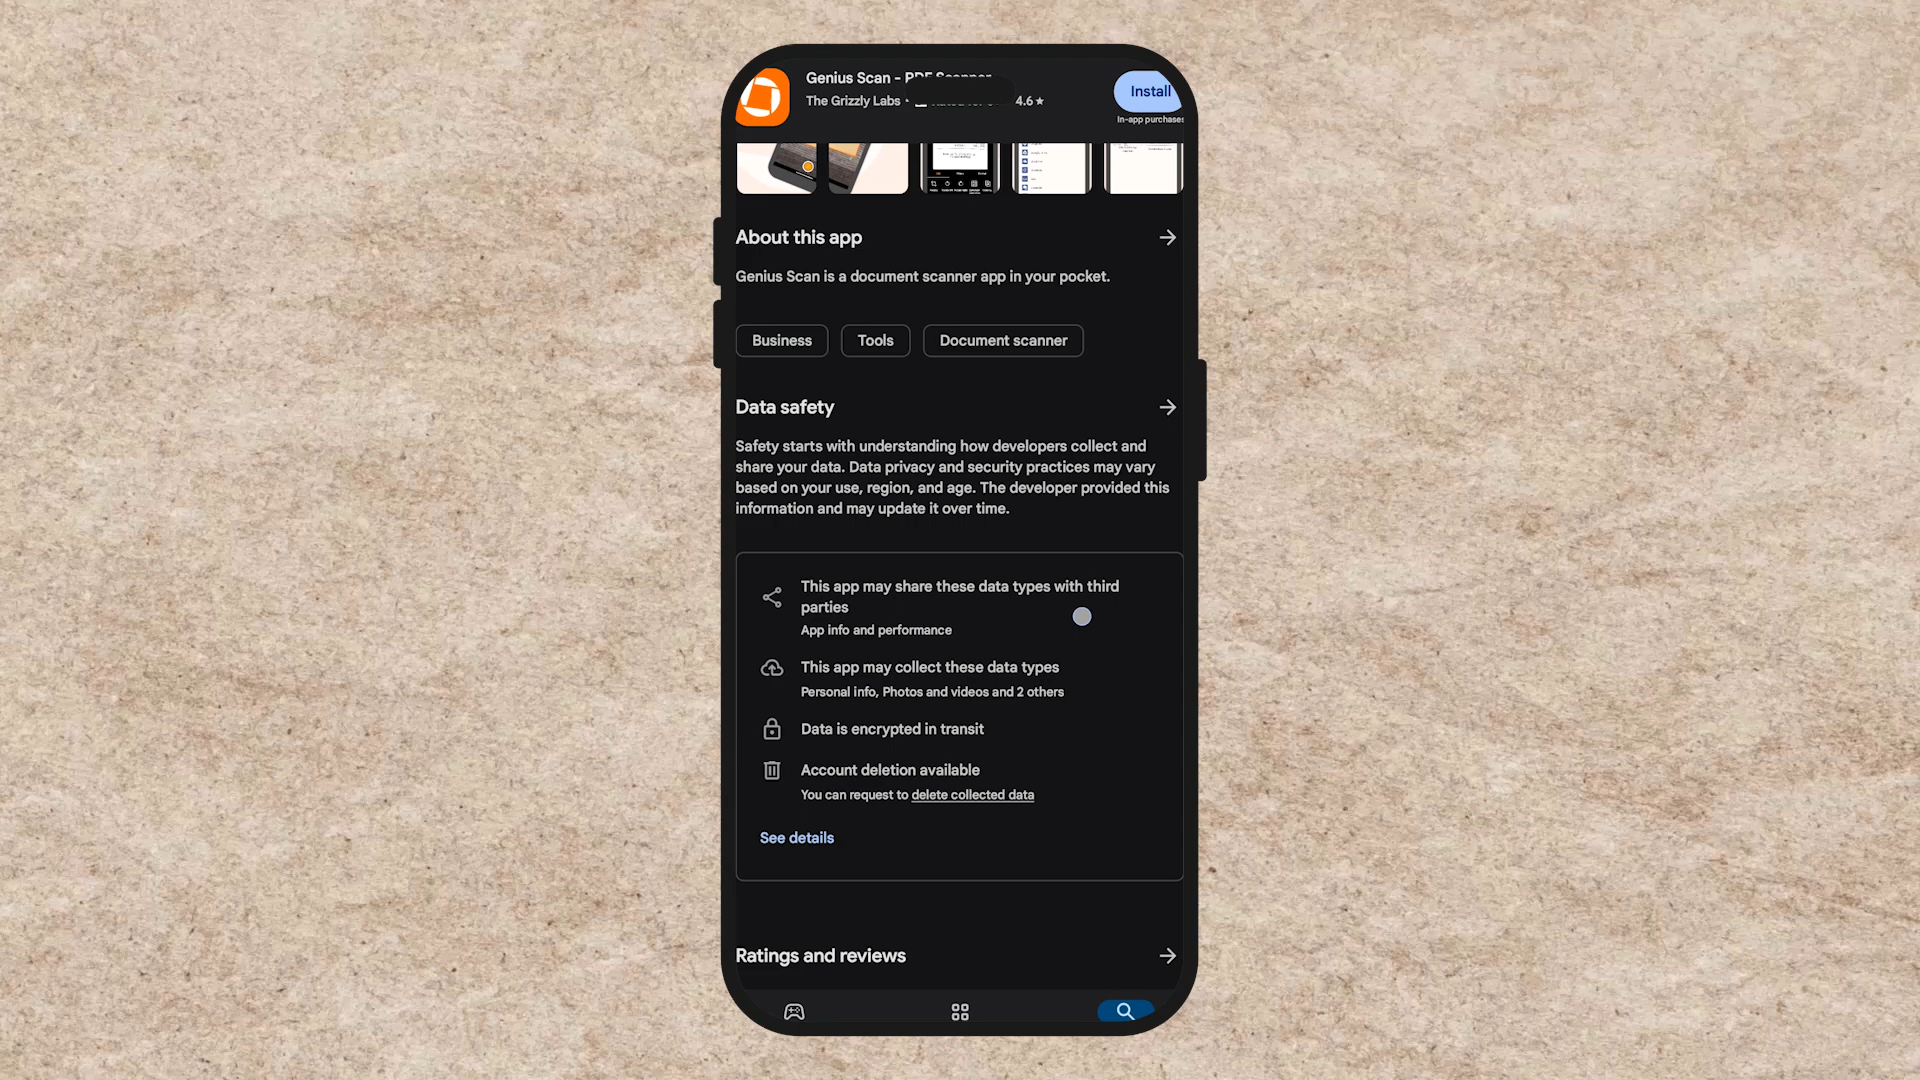 Genius Scan - PDF Scanner
Install
The Grizzly Labs
4.6★
In-app purchases
About this app
Genius Scan is a document scanner app in your pocket.
Business
Tools
Document scanner
Data safety
Safety starts with understanding how developers collect and
share your data. Data privacy and security practices may vary
based on your use, region, and age. The developer provided this
information and may update it over time.
This app may share these data types with third
parties
App info and performance
This app may collect these data types
Personal info, Photos and videos and 2 others
Data is encrypted in transit
Account deletion available
You can request to delete collected data
See details
Ratings and reviews